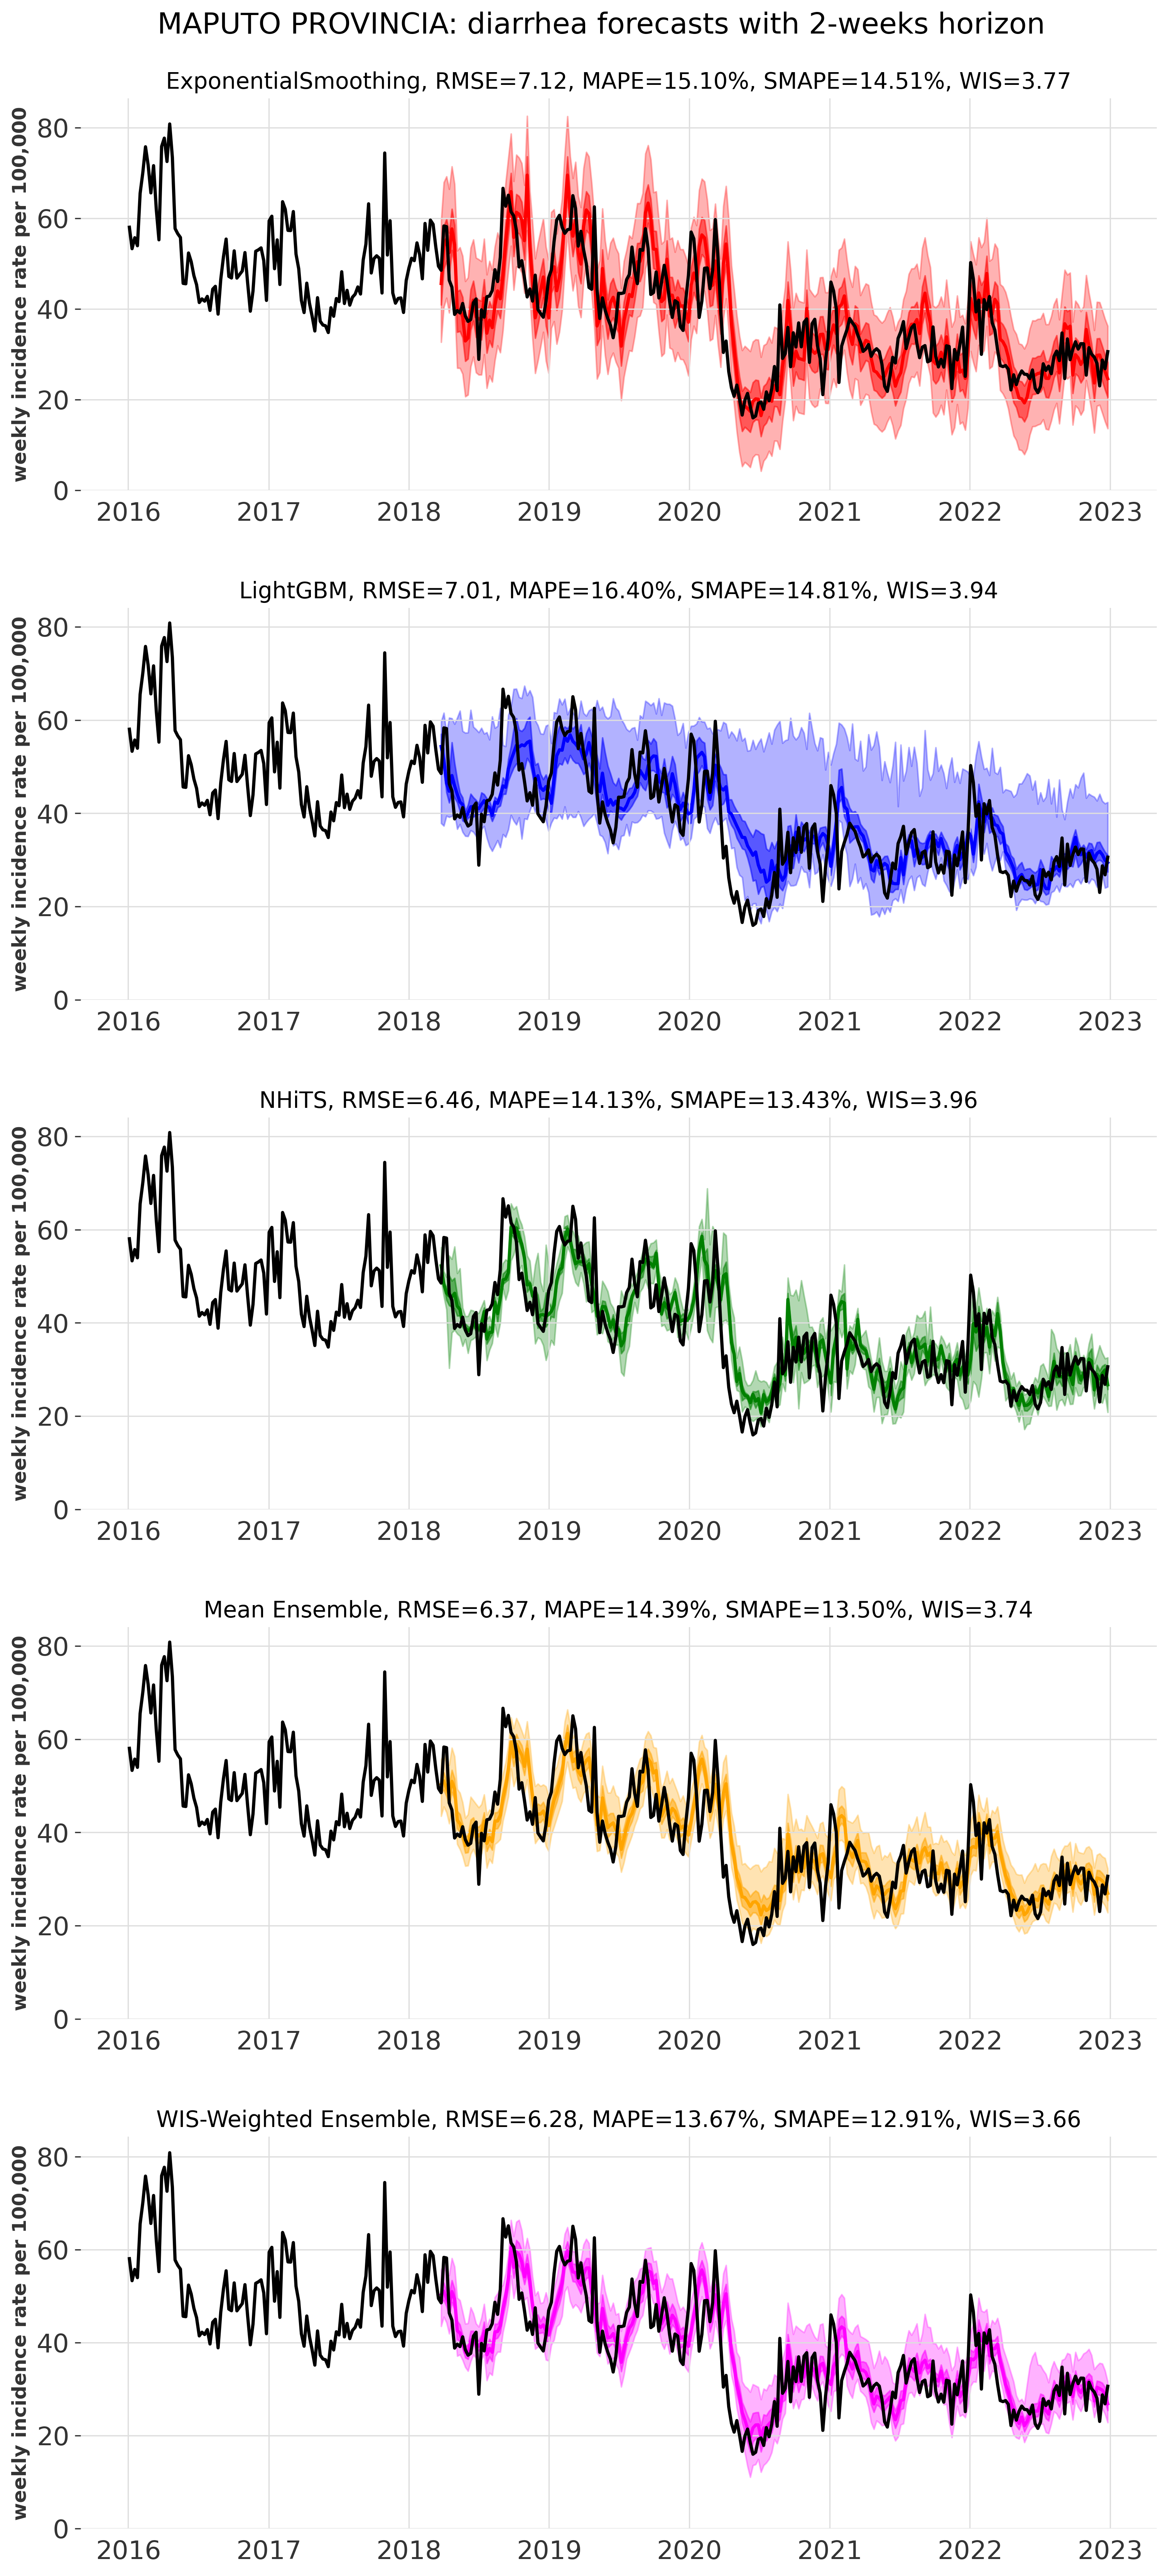 MAPUTO PROVINCIA: diarrhea forecasts with 2-weeks horizon
ExponentialSmoothing, RMSE=7.12, MAPE=15.10%, SMAPE=14.51%, WIS=3.77
weekly incidence rate per 100,000
80
60
40
20
0
2016 2017 2018 2019 2020 2021 2022 2023
LightGBM, RMSE=7.01, MAPE=16.40%, SMAPE=14.81%, WIS=3.94
weekly incidence rate per 100,000
80
60
40
20
0
2016 2017 2018 2019 2020 2021 2022 2023
NHiTS, RMSE=6.46, MAPE=14.13%, SMAPE=13.43%, WIS=3.96
weekly incidence rate per 100,000
80
60
40
20
0
2016 2017 2018 2019 2020 2021 2022 2023
Mean Ensemble, RMSE=6.37, MAPE=14.39%, SMAPE=13.50%, WIS=3.74
weekly incidence rate per 100,000
80
60
40
20
0
2016 2017 2018 2019 2020 2021 2022 2023
WIS-Weighted Ensemble, RMSE=6.28, MAPE=13.67%, SMAPE=12.91%, WIS=3.66
weekly incidence rate per 100,000
80
60
40
20
0
2016 2017 2018 2019 2020 2021 2022 2023